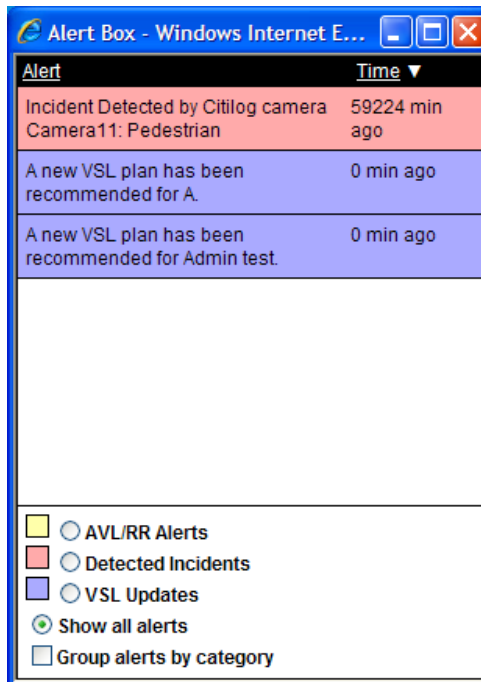 Alert Box - Windows Internet E...
Alert Time ▼
Incident Detected by Citilog camera 59224 min
Camera11: Pedestrian ago
A new VSL plan has been 0 min ago
recommended for A.
A new VSL plan has been 0 min ago
recommended for Admin test.
AVL/RR Alerts
Detected Incidents
VSL Updates
Show all alerts
Group alerts by category